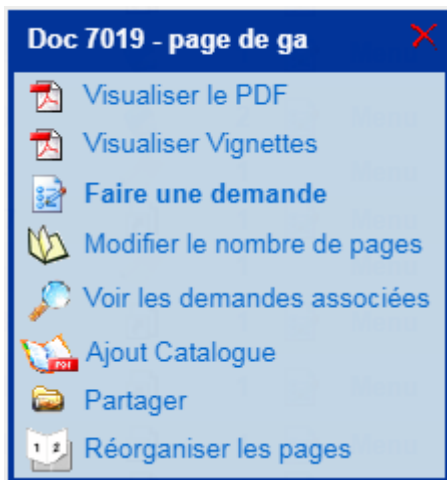 Doc 7019 - page de ga
Visualiser le PDF
Visualiser Vignettes
Faire une demande
Modifier le nombre de pages
Voir les demandes associées
Ajout Catalogue
Partager
Réorganiser les pages